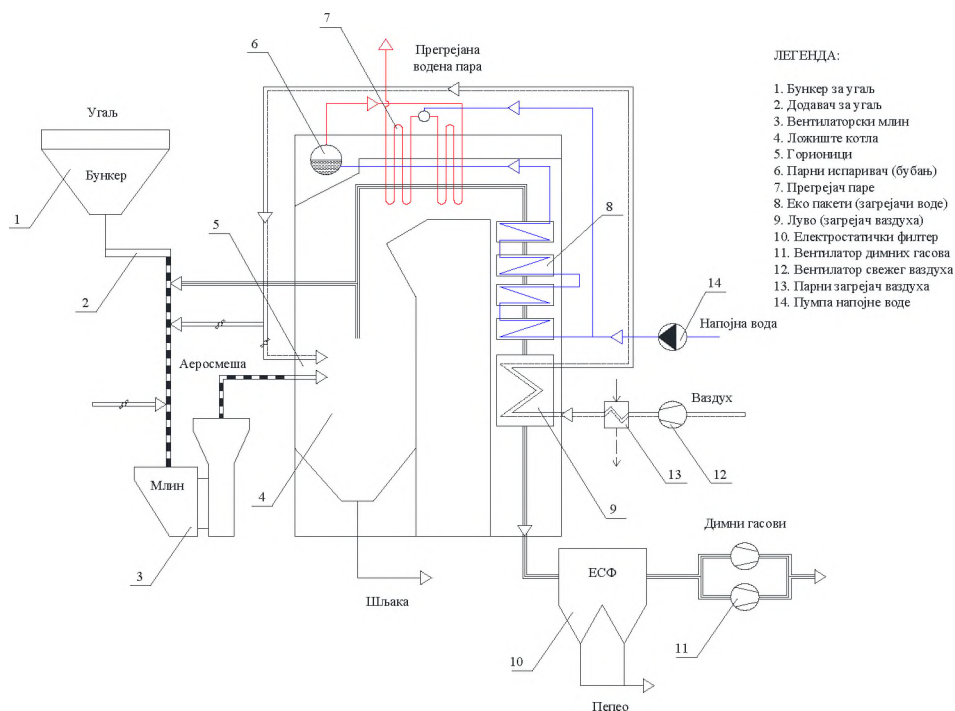 7
6
Прегрејана
водена пара
ЛЕГЕНДА:
1. Бункер за угаљ
2. Додавач за угаљ
3. Вентилаторски млин
4. Ложиште котла
5. Горионици
6. Парни испаривач (бубањ)
7. Прегрејач паре
8. Еко пакети (загрејачи воде)
9. Луво (загрејач ваздуха)
10. Електростатички филтер
11. Вентилатор димних гасова
12. Вентилатор свежег ваздуха
13. Парни загрејач ваздуха
14. Пумпа напојне воде
Угаљ
Бункер
1
2
5
8
14
Напојна вода
Аеросмеша
Ваздух
13
12
Млин
3
4
9
Шљака
Димни гасови
ЕСФ
10
11
Пепео